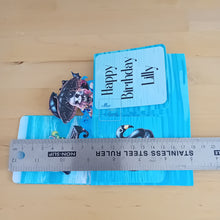 Happy
Birthday
Lilly
STAINLESS STEEL RULER
NON-SLIP